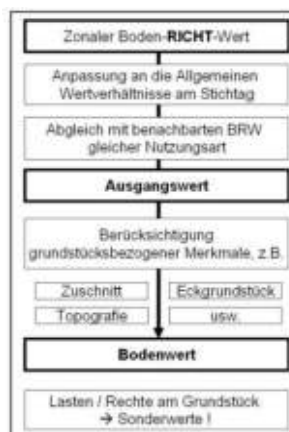 Zonaler Boden-RICHT-Wert
Anpassung an die Allgemeinen
Wertverhältnisse am Stichtag
Abgleich mit benachbarten BRW
gleicher Nutzungsart
Ausgangswert
Berücksichtigung
grundstücksbezogener Merkmale, z.B.
Zuschnitt
Eckgrundstück
Topografie
usw.
Bodenwert
Lasten / Rechte am Grundstück
→ Sonderwerte !